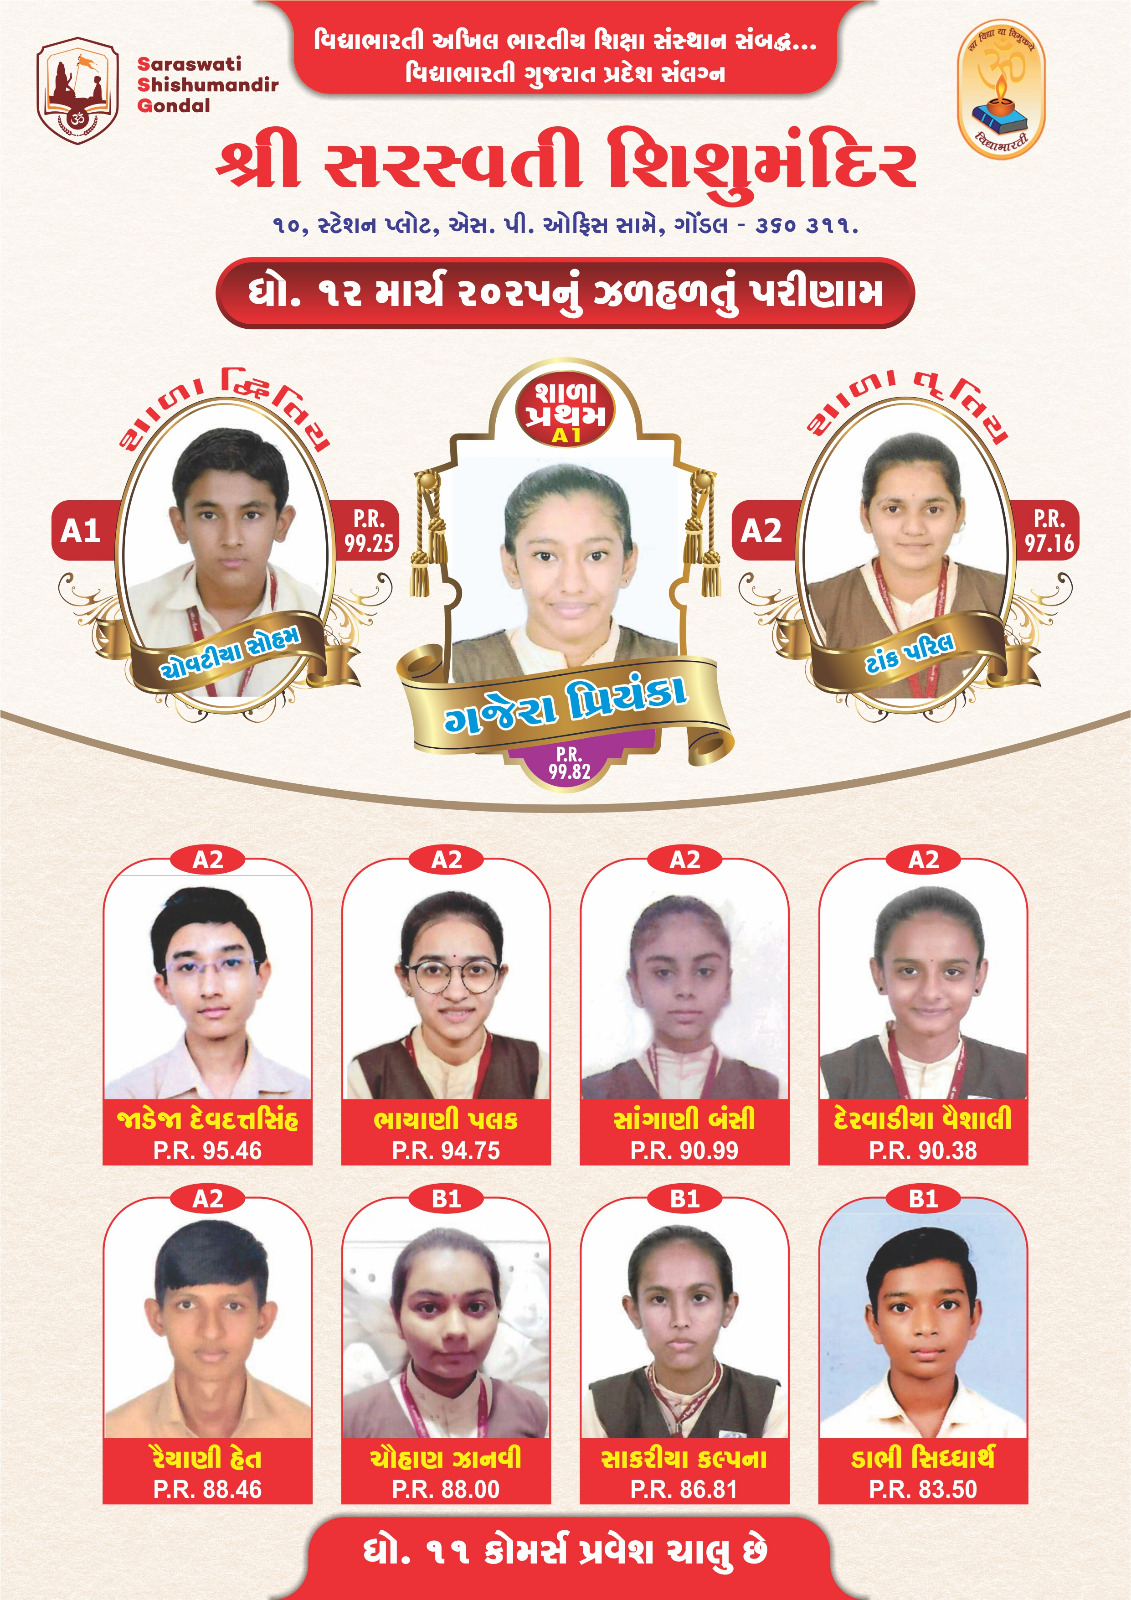 વિદ્યાભારતી અખિલ ભારતીય શિક્ષા સંસ્થાન સંબદ્ધ...
વિદ્યાભારતી ગુજરાત પ્રદેશ સંલગ્ન
Saraswati
Shishumandir
Gondal
सा विद्या या विमुक्तये
विद्याभारती
શ્રી સરસ્વતી શિશુમંદિર
૧૦, સ્ટેશન પ્લોટ, એસ. પી. ઓફિસ સામે, ગોંડલ - ૩૬૦ ૩૧૧.
ધો. ૧૨ માર્ચ ૨૦૨૫નું ઝળહળતું પરીણામ
શાળા દ્વિતિય
A1
P.R.
99.25
ચોવટીયા સોહમ
શાળા
પ્રથમ
A1
ગજેરા પ્રિયંકા
P.R.
99.82
શાળા તૃતિય
A2
P.R.
97.16
ટાંક પરિલ
A2
જાડેજા દેવદત્તસિંહ
P.R. 95.46
A2
ભાયાણી પલક
P.R. 94.75
A2
સાંગાણી બંસી
P.R. 90.99
A2
દેરવાડીયા વૈશાલી
P.R. 90.38
A2
રૈયાણી હેત
P.R. 88.46
B1
ચૌહાણ ઝાનવી
P.R. 88.00
B1
સાકરીયા કલ્પના
P.R. 86.81
B1
ડાભી સિધ્ધાર્થ
P.R. 83.50
ધો. ૧૧ કોમર્સ પ્રવેશ ચાલુ છે